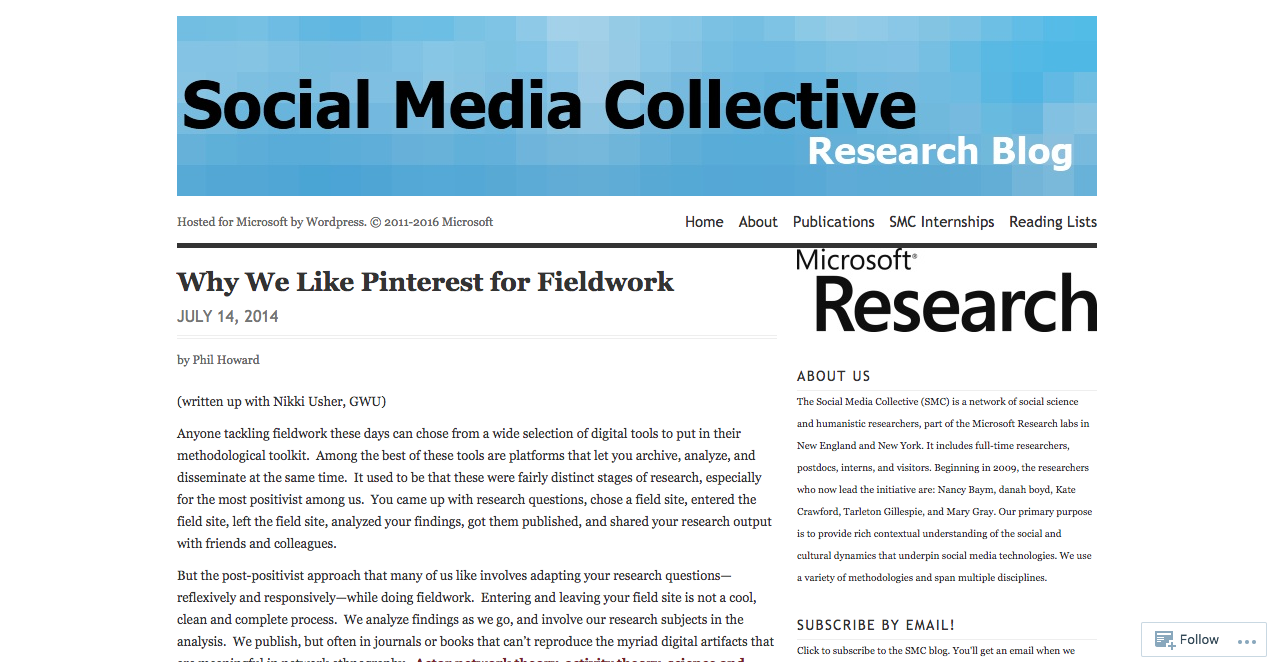 Social Media Collective
Research Blog
Hosted for Microsoft by Wordpress. © 2011-2016 Microsoft
Home About Publications SMC Internships Reading Lists
Why We Like Pinterest for Fieldwork
JULY 14, 2014
by Phil Howard
(written up with Nikki Usher, GWU)
Anyone tackling fieldwork these days can chose from a wide selection of digital tools to put in their
methodological toolkit.  Among the best of these tools are platforms that let you archive, analyze, and
disseminate at the same time.  It used to be that these were fairly distinct stages of research, especially
for the most positivist among us.  You came up with research questions, chose a field site, entered the
field site, left the field site, analyzed your findings, got them published, and shared your research output
with friends and colleagues.
But the post-positivist approach that many of us like involves adapting your research questions—
reflexively and responsively—while doing fieldwork.  Entering and leaving your field site is not a cool,
clean and complete process.  We analyze findings as we go, and involve our research subjects in the
analysis.  We publish, but often in journals or books that can't reproduce the myriad digital artifacts that
are meaningful in network ethnography.  Actor network theory, activity theory, science and
Microsoft®
Research
ABOUT US
The Social Media Collective (SMC) is a network of social science
and humanistic researchers, part of the Microsoft Research labs in
New England and New York. It includes full-time researchers,
postdocs, interns, and visitors. Beginning in 2009, the researchers
who now lead the initiative are: Nancy Baym, danah boyd, Kate
Crawford, Tarleton Gillespie, and Mary Gray. Our primary purpose
is to provide rich contextual understanding of the social and
cultural dynamics that underpin social media technologies. We use
a variety of methodologies and span multiple disciplines.
SUBSCRIBE BY EMAIL!
Click to subscribe to the SMC blog. You'll get an email when we
Follow